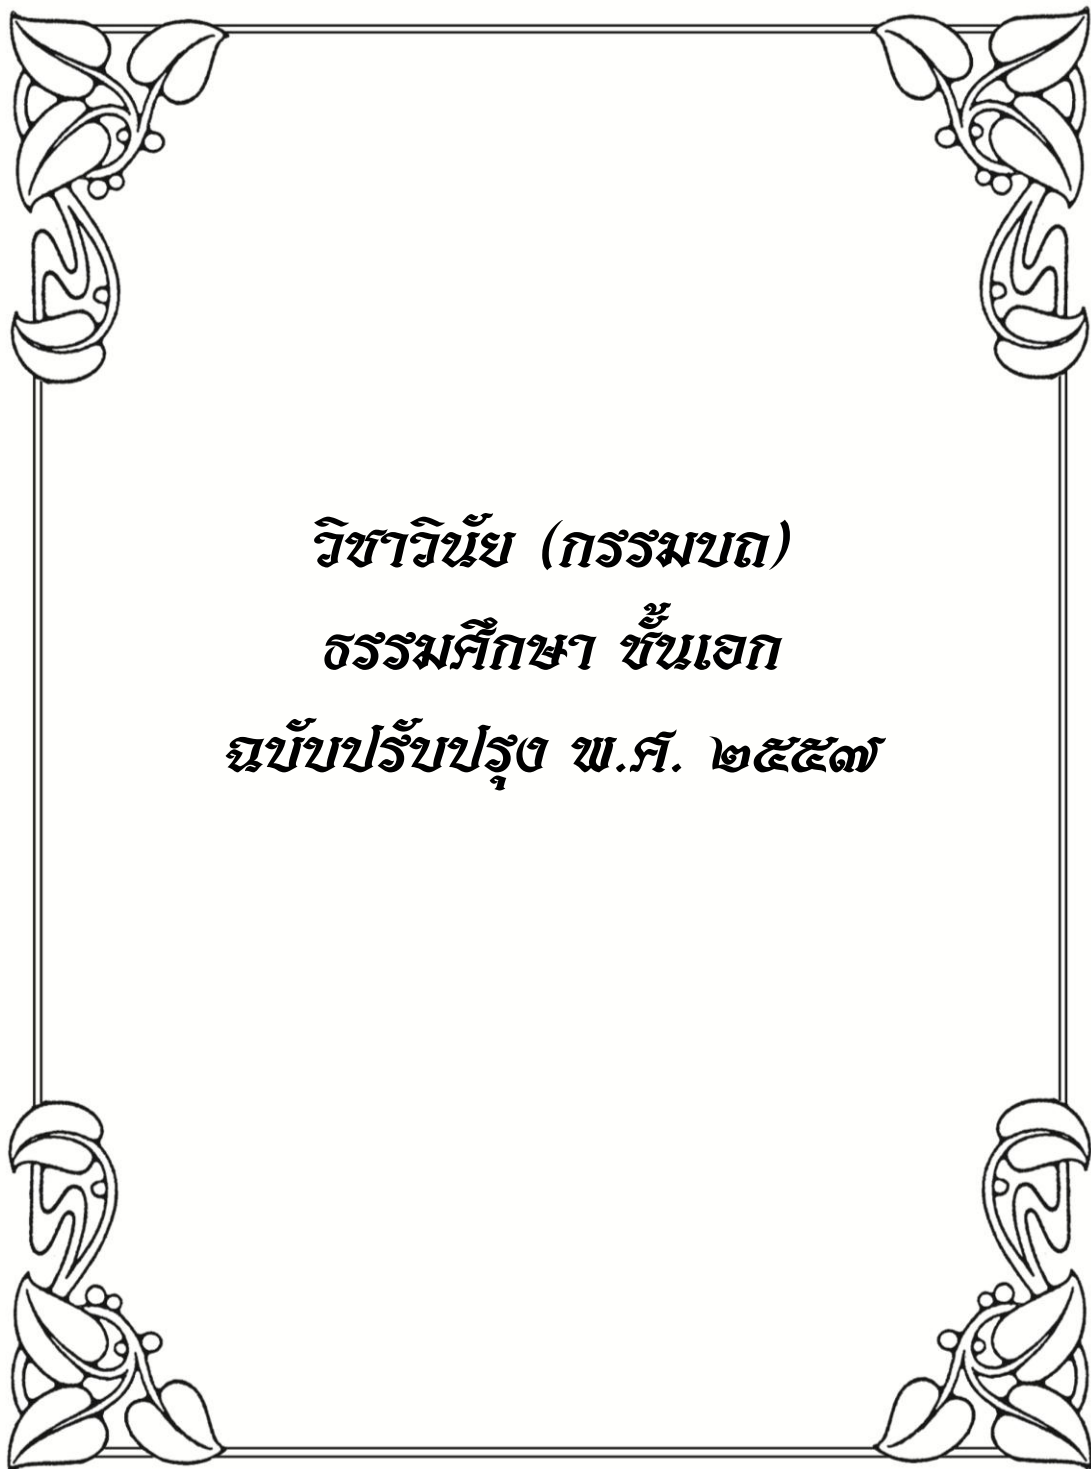 วิชาวินัย (กรรมบถ)
ธรรมศึกษา ชั้นเอก
ฉบับปรับปรุง พ.ศ. ๒๕๕๗